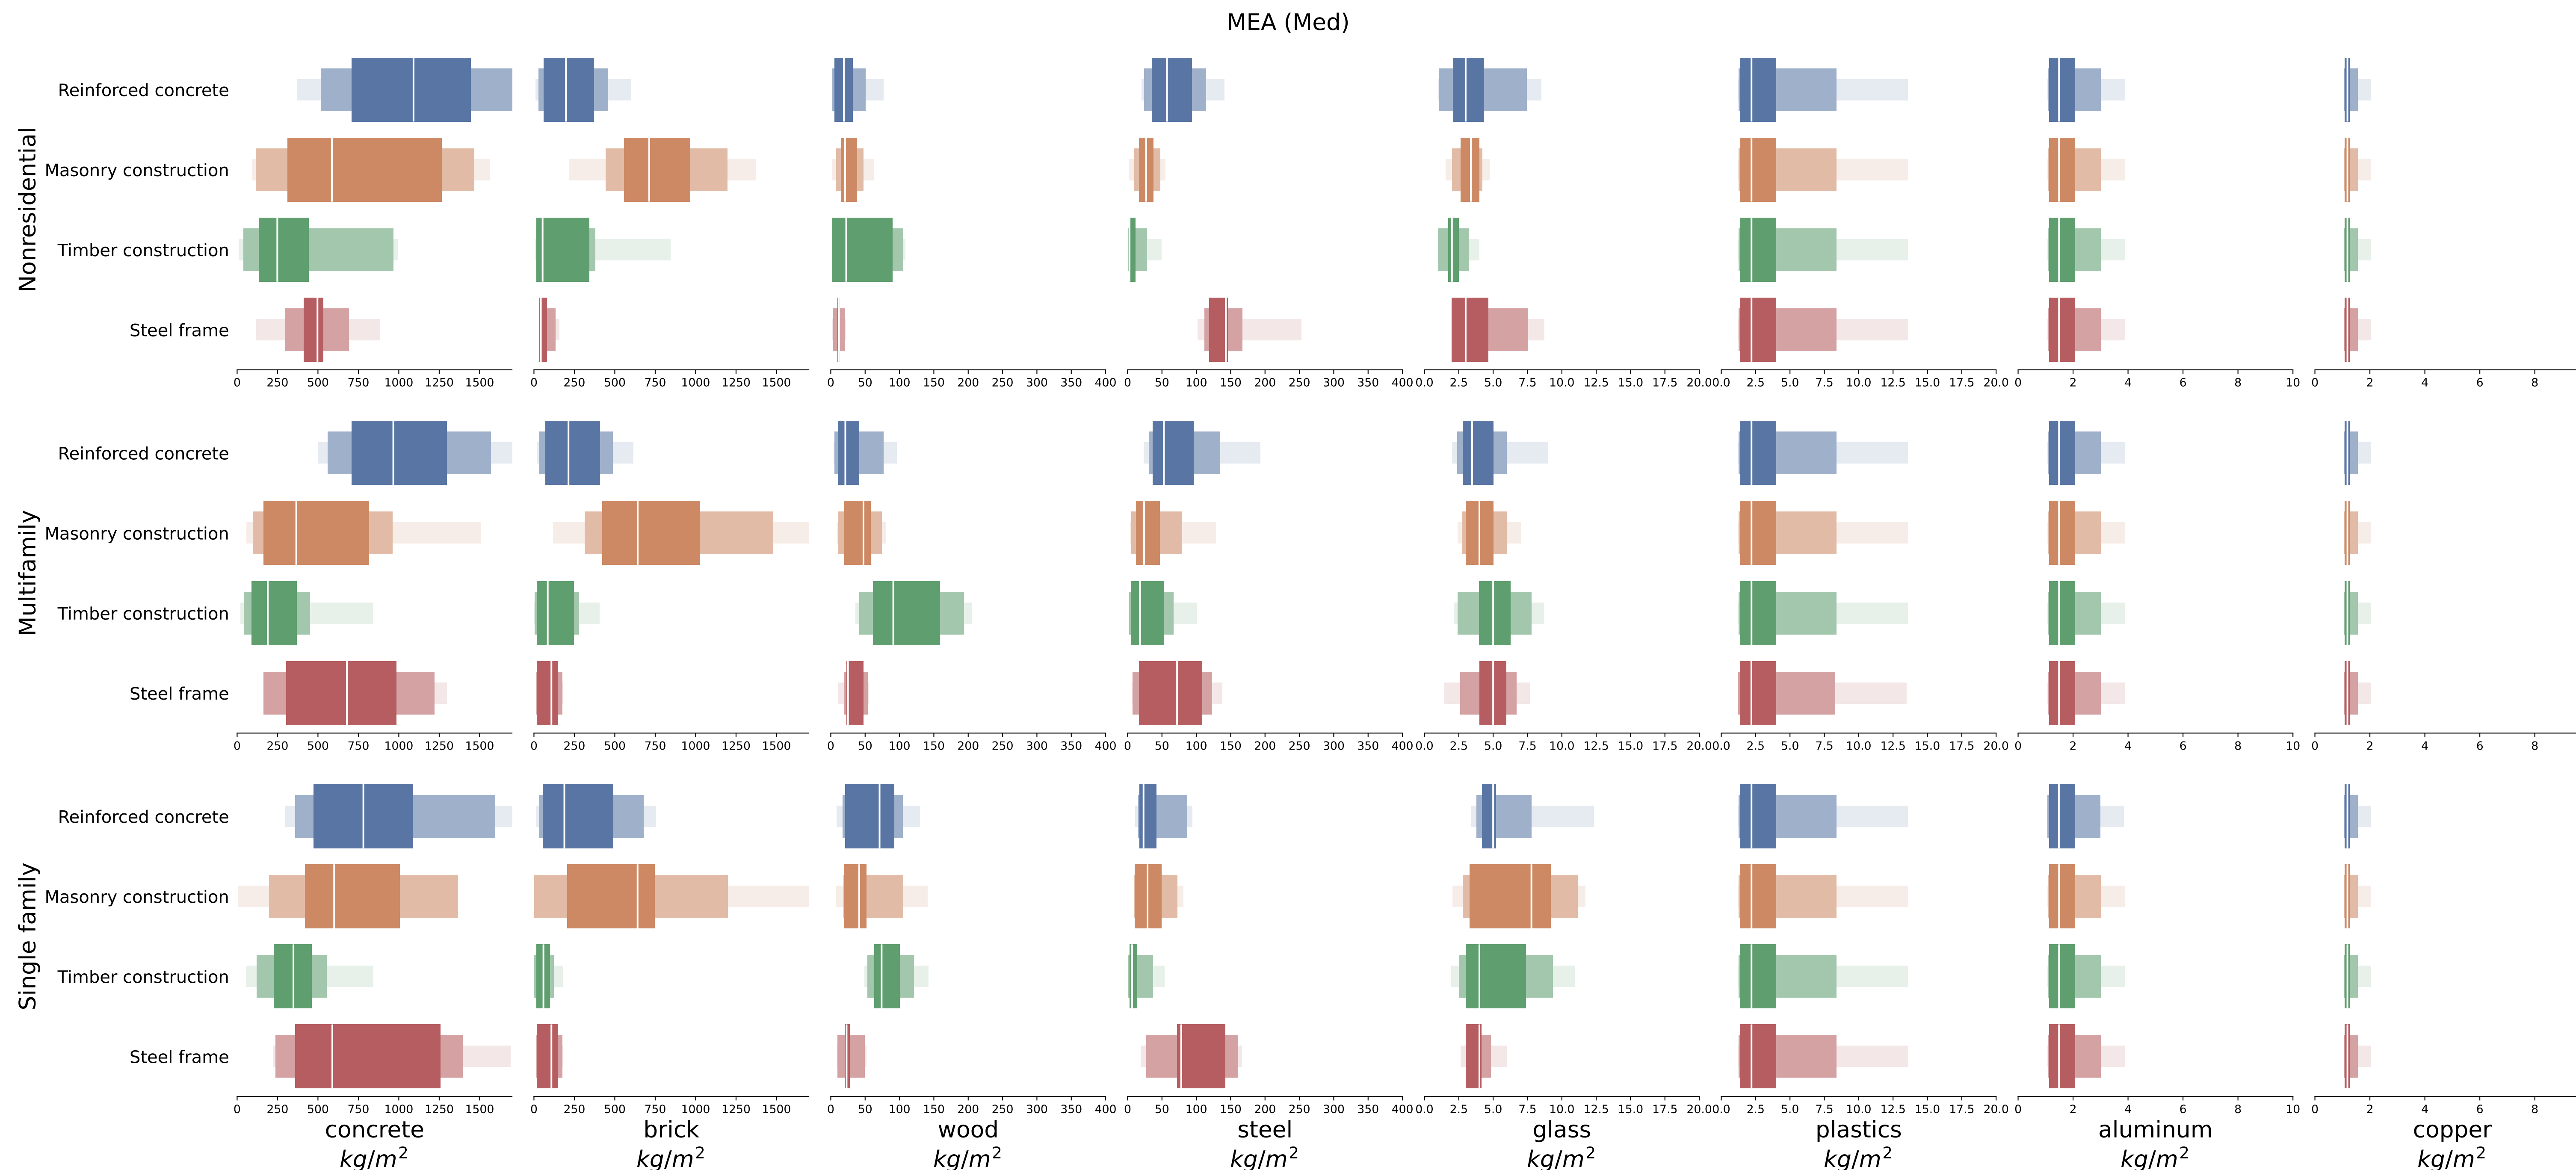 MEA (Med)
Nonresidential
Reinforced concrete
Masonry construction
Timber construction
Steel frame
0 250 500 750 1000 1250 1500 0 250 500 750 1000 1250 1500 0 50 100 150 200 250 300 350 400 0 50 100 150 200 250 300 350 400 0.0 2.5 5.0 7.5 10.0 12.5 15.0 17.5 20.0 0.0 2.5 5.0 7.5 10.0 12.5 15.0 17.5 20.0 0 2 4 6 8 10 0 2 4 6 8
Multifamily
Reinforced concrete
Masonry construction
Timber construction
Steel frame
0 250 500 750 1000 1250 1500 0 250 500 750 1000 1250 1500 0 50 100 150 200 250 300 350 400 0 50 100 150 200 250 300 350 400 0.0 2.5 5.0 7.5 10.0 12.5 15.0 17.5 20.0 0.0 2.5 5.0 7.5 10.0 12.5 15.0 17.5 20.0 0 2 4 6 8 10 0 2 4 6 8
Single family
Reinforced concrete
Masonry construction
Timber construction
Steel frame
0 250 500 750 1000 1250 1500 0 250 500 750 1000 1250 1500 0 50 100 150 200 250 300 350 400 0 50 100 150 200 250 300 350 400 0.0 2.5 5.0 7.5 10.0 12.5 15.0 17.5 20.0 0.0 2.5 5.0 7.5 10.0 12.5 15.0 17.5 20.0 0 2 4 6 8 10 0 2 4 6 8
concrete brick wood steel glass plastics aluminum copper
kg/m² kg/m² kg/m² kg/m² kg/m² kg/m² kg/m² kg/m²